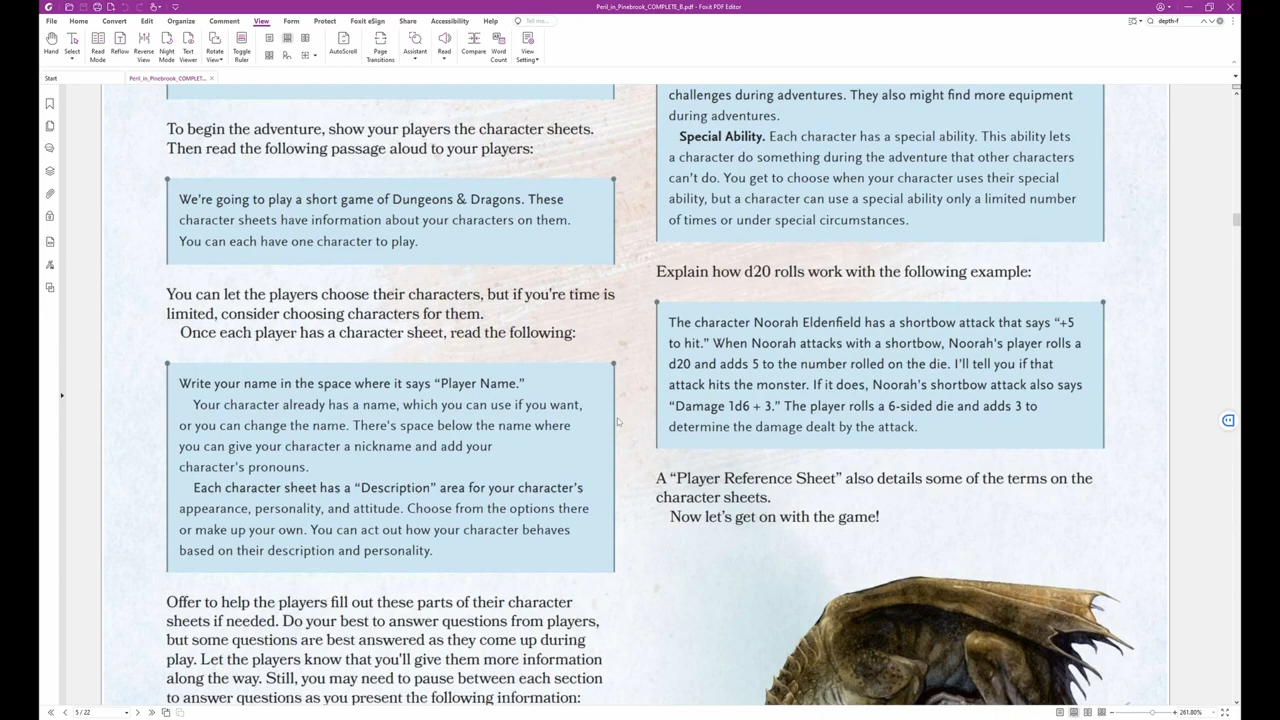 Peril_in_Pinebrook_COMPLETE_B.pdf - Foxit PDF Editor
File Home Convert Edit Organize Comment View Form Protect Foxit eSign Share Accessibility Help Tell me...
depth-f
Hand
Select
Read Mode
Reflow
Reverse View
Night Mode
Text Viewer
Toggle Ruler
Rotate View
AutoScroll
Page Transitions
Assistant
Read
Compare
Word Count
View Setting
Start
Peril_in_Pinebrook_COMPLET...
To begin the adventure, show your players the character sheets.
Then read the following passage aloud to your players:
We’re going to play a short game of Dungeons & Dragons. These
character sheets have information about your characters on them.
You can each have one character to play.
You can let the players choose their characters, but if you’re time is
limited, consider choosing characters for them.
Once each player has a character sheet, read the following:
Write your name in the space where it says “Player Name.”
Your character already has a name, which you can use if you want,
or you can change the name. There's space below the name where
you can give your character a nickname and add your
character's pronouns.
Each character sheet has a “Description” area for your character’s
appearance, personality, and attitude. Choose from the options there
or make up your own. You can act out how your character behaves
based on their description and personality.
Offer to help the players fill out these parts of their character
sheets if needed. Do your best to answer questions from players,
but some questions are best answered as they come up during
play. Let the players know that you'll give them more information
along the way. Still, you may need to pause between each section
to answer questions as you present the following information:
challenges during adventures. They also might find more equipment
during adventures.
Special Ability. Each character has a special ability. This ability lets
a character do something during the adventure that other characters
can’t do. You get to choose when your character uses their special
ability, but a character can use a special ability only a limited number
of times or under special circumstances.
Explain how d20 rolls work with the following example:
The character Noorah Eldenfield has a shortbow attack that says “+5
to hit.” When Noorah attacks with a shortbow, Noorah's player rolls a
d20 and adds 5 to the number rolled on the die. I’ll tell you if that
attack hits the monster. If it does, Noorah’s shortbow attack also says
“Damage 1d6 + 3.” The player rolls a 6-sided die and adds 3 to
determine the damage dealt by the attack.
A “Player Reference Sheet” also details some of the terms on the
character sheets.
Now let’s get on with the game!
5 / 22
261.80%